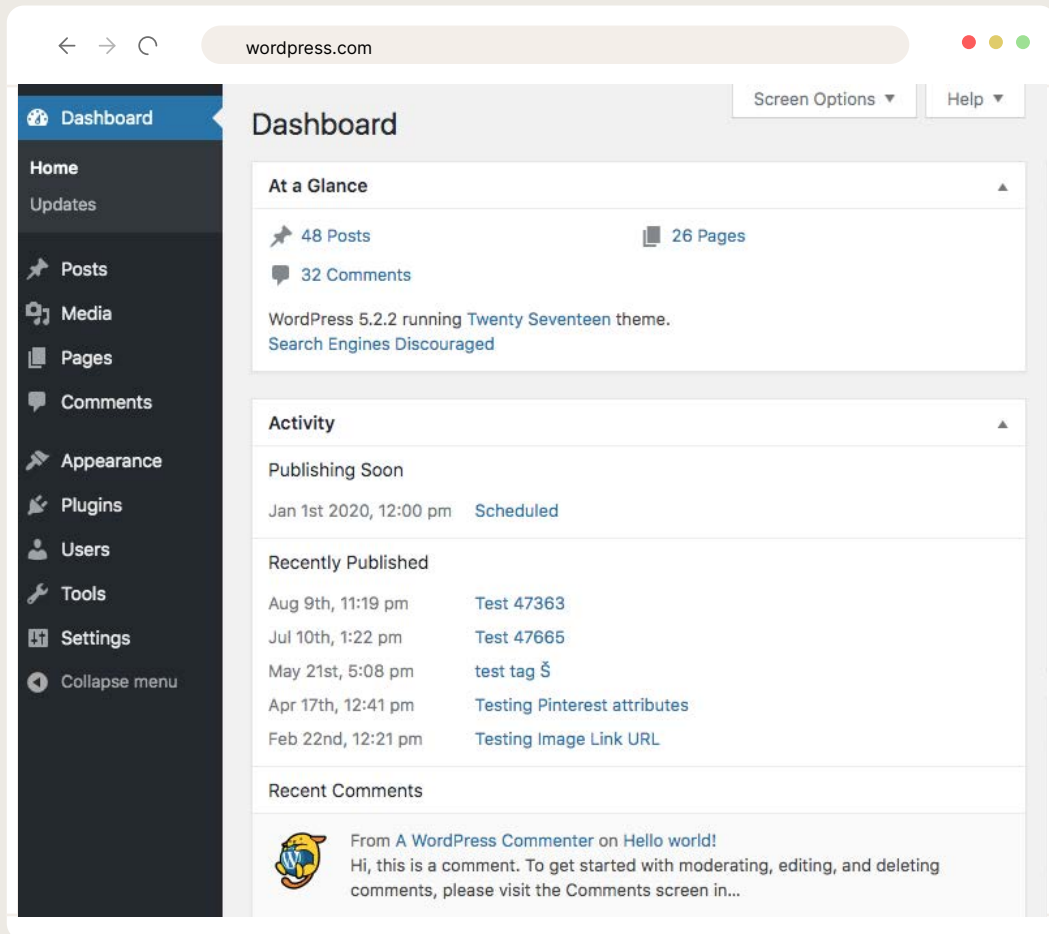 wordpress.com
Screen Options ▼
Help ▼
Dashboard
Home
Updates
Posts
Media
Pages
Comments
Appearance
Plugins
Users
Tools
Settings
Collapse menu
Dashboard
At a Glance
48 Posts
26 Pages
32 Comments
WordPress 5.2.2 running Twenty Seventeen theme.
Search Engines Discouraged
Activity
Publishing Soon
Jan 1st 2020, 12:00 pm Scheduled
Recently Published
Aug 9th, 11:19 pm Test 47363
Jul 10th, 1:22 pm Test 47665
May 21st, 5:08 pm test tag Š
Apr 17th, 12:41 pm Testing Pinterest attributes
Feb 22nd, 12:21 pm Testing Image Link URL
Recent Comments
From A WordPress Commenter on Hello world!
Hi, this is a comment. To get started with moderating, editing, and deleting
comments, please visit the Comments screen in...